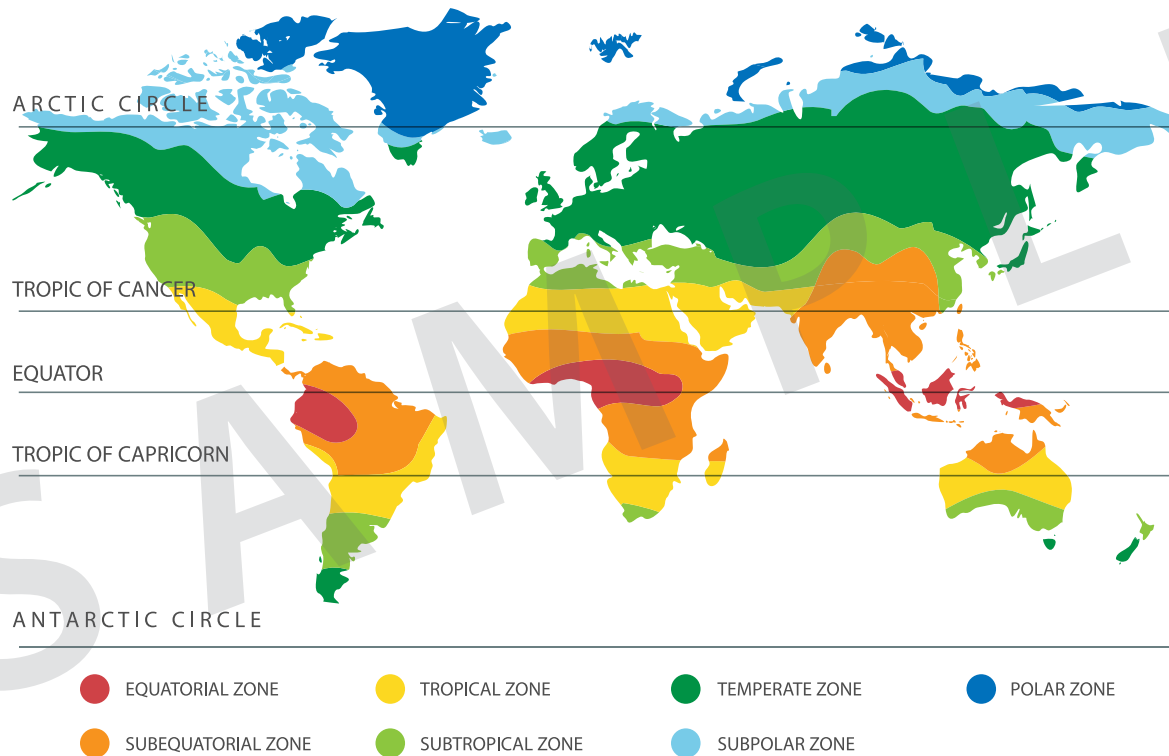 ARCTIC CIRCLE
TROPIC OF CANCER
EQUATOR
TROPIC OF CAPRICORN
ANTARCTIC CIRCLE
EQUATORIAL ZONE
TROPICAL ZONE
TEMPERATE ZONE
POLAR ZONE
SUBEQUATORIAL ZONE
SUBTROPICAL ZONE
SUBPOLAR ZONE
SAMPL